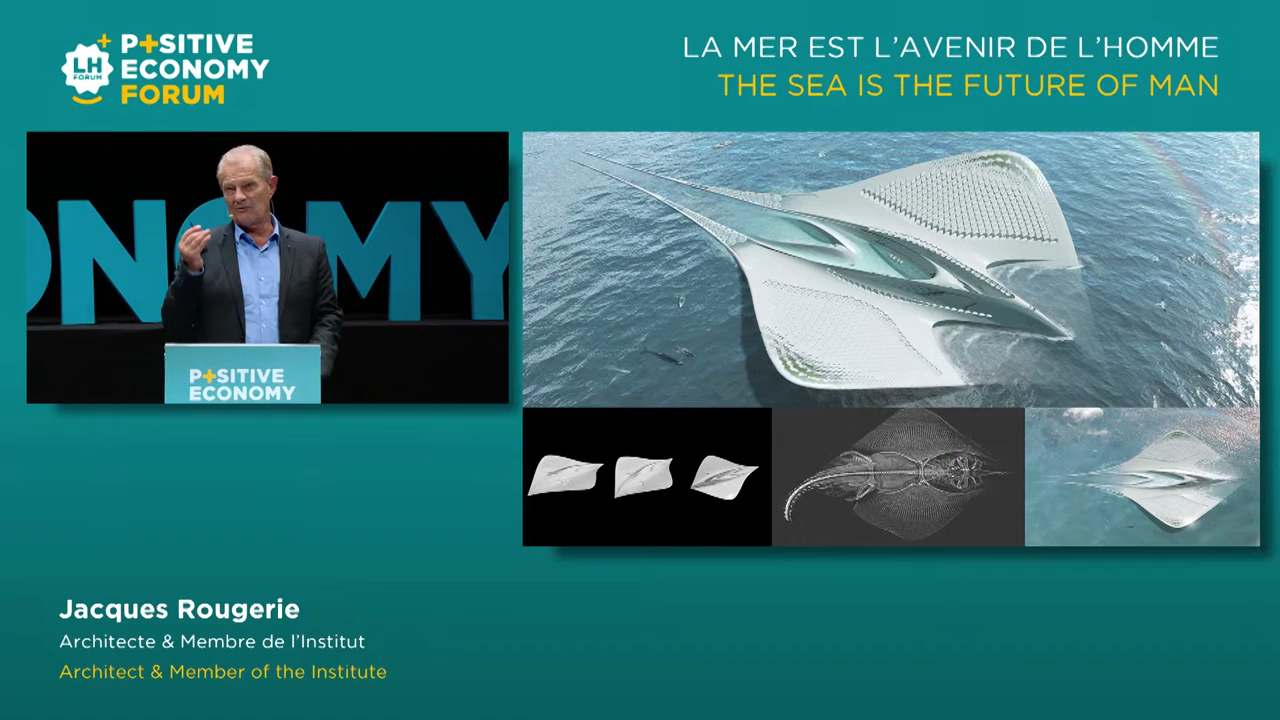 LH
FORUM
P+SITIVE
ECONOMY
FORUM
LA MER EST L'AVENIR DE L'HOMME
THE SEA IS THE FUTURE OF MAN
ONOMY
P+SITIVE
ECONOMY
Jacques Rougerie
Architecte & Membre de l'Institut
Architect & Member of the Institute